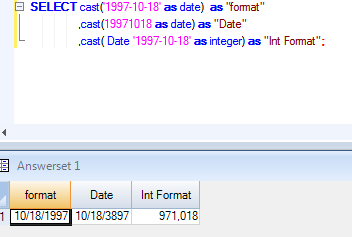 SELECT cast('1997-10-18' as date) as "format"
,cast(19971018 as date) as "Date"
,cast( Date '1997-10-18' as integer) as "Int Format";
Answerset 1
format Date Int Format
1 10/18/1997 10/18/3897 971,018